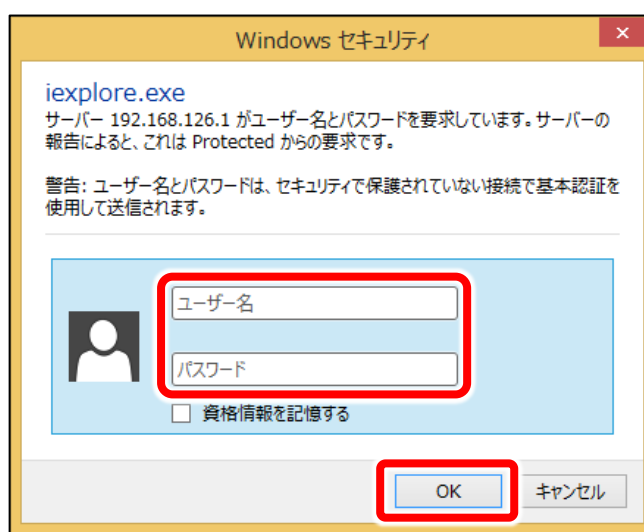 Windows セキュリティ
iexplore.exe
サーバー 192.168.126.1 がユーザー名とパスワードを要求しています。サーバーの
報告によると、これは Protected からの要求です。
警告: ユーザー名とパスワードは、セキュリティで保護されていない接続で基本認証を
使用して送信されます。
ユーザー名
パスワード
資格情報を記憶する
OK
キャンセル